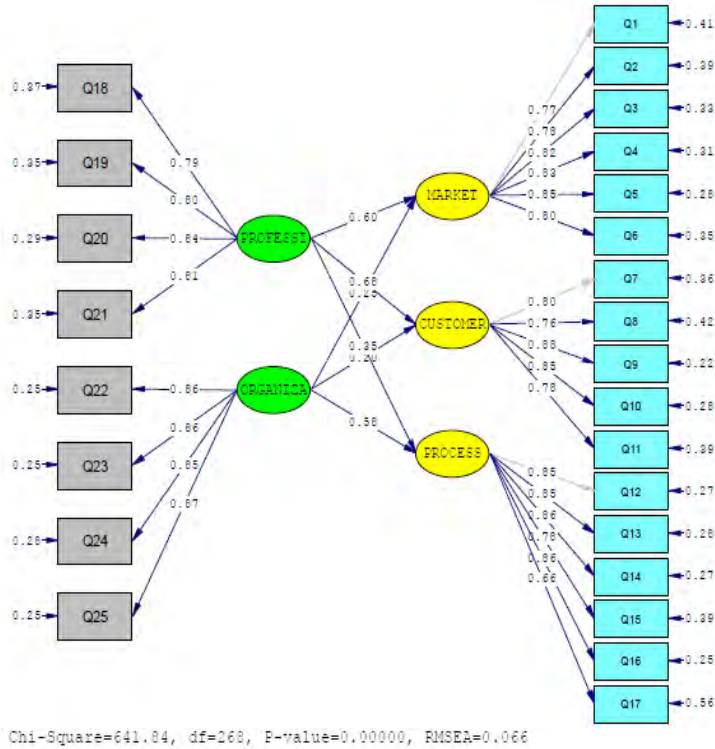 0.37 Q18
0.35 Q19
0.29 Q20
0.35 Q21
0.25 Q22
0.25 Q23
0.28 Q24
0.25 Q25
0.79
0.80
0.84
0.81
0.86
0.86
0.85
0.87
PROFESSI
ORGANIZA
0.60
0.68
0.35
0.20
0.58
MARKET
CUSTOMER
PROCESS
0.77
0.78
0.82
0.83
0.85
0.80
0.80
0.76
0.88
0.85
0.78
0.85
0.85
0.86
0.78
0.86
0.66
Q1 0.41
Q2 0.39
Q3 0.33
Q4 0.31
Q5 0.28
Q6 0.35
Q7 0.36
Q8 0.42
Q9 0.22
Q10 0.28
Q11 0.39
Q12 0.27
Q13 0.28
Q14 0.27
Q15 0.39
Q16 0.25
Q17 0.56
Chi-Square=641.84, df=268, P-value=0.00000, RMSEA=0.066